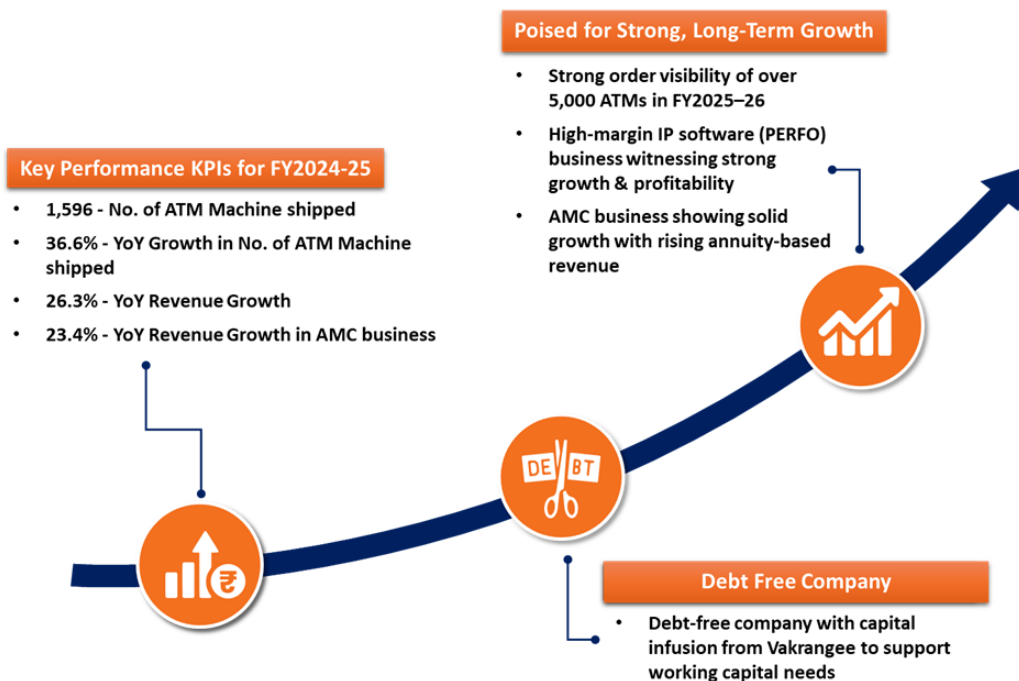 Poised for Strong, Long-Term Growth
• Strong order visibility of over
5,000 ATMs in FY2025–26
• High-margin IP software (PERFO)
business witnessing strong
growth & profitability
• AMC business showing solid
growth with rising annuity-based
revenue
Key Performance KPIs for FY2024-25
• 1,596 - No. of ATM Machine shipped
• 36.6% - YoY Growth in No. of ATM Machine
shipped
• 26.3% - YoY Revenue Growth
• 23.4% - YoY Revenue Growth in AMC business
DEBT
₹
Debt Free Company
• Debt-free company with capital
infusion from Vakrangee to support
working capital needs